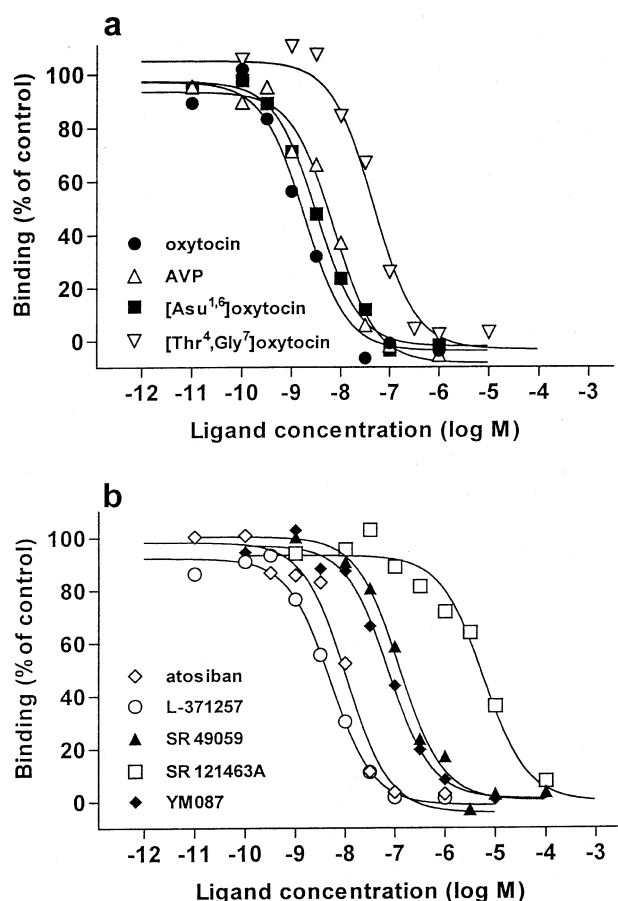 a
100
80
60
40
20
0
Binding (% of control)
oxytocin
AVP
[Asu1,6]oxytocin
[Thr4,Gly7]oxytocin
-12 -11 -10 -9 -8 -7 -6 -5 -4 -3
Ligand concentration (log M)
b
100
80
60
40
20
0
Binding (% of control)
atosiban
L-371257
SR 49059
SR 121463A
YM087
-12 -11 -10 -9 -8 -7 -6 -5 -4 -3
Ligand concentration (log M)